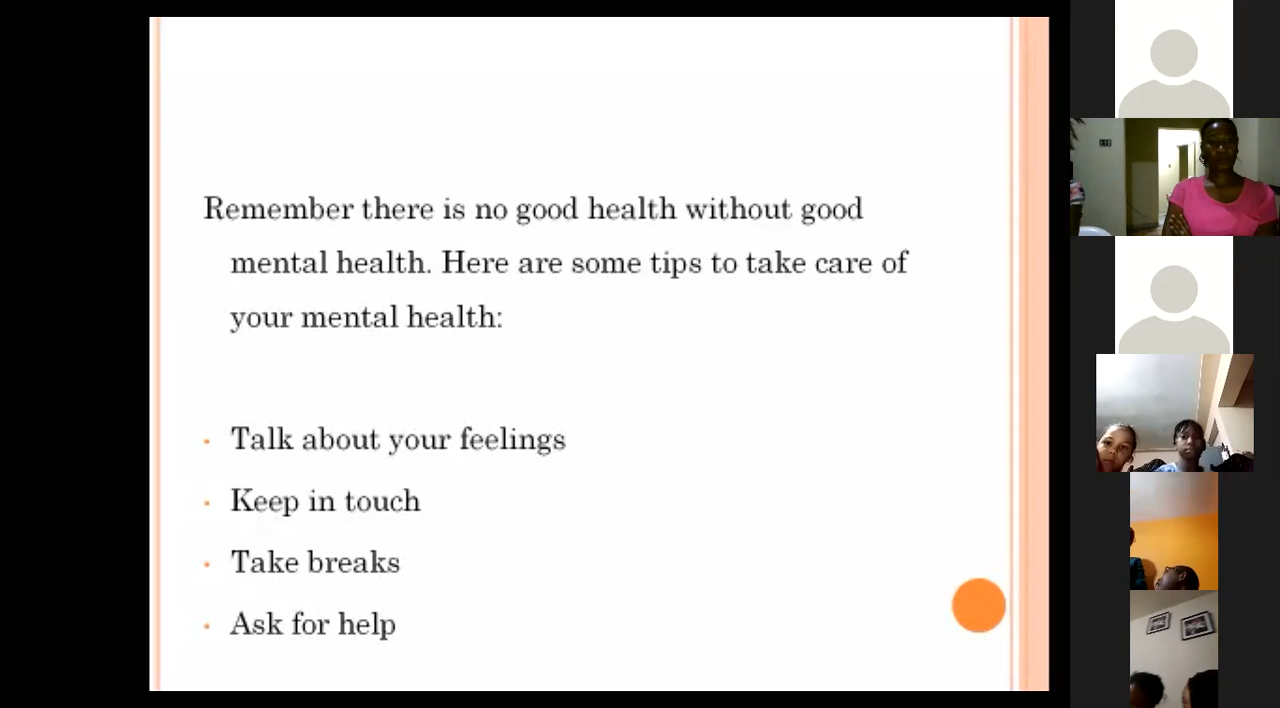 Remember there is no good health without good
mental health. Here are some tips to take care of
your mental health:
• Talk about your feelings
• Keep in touch
• Take breaks
• Ask for help